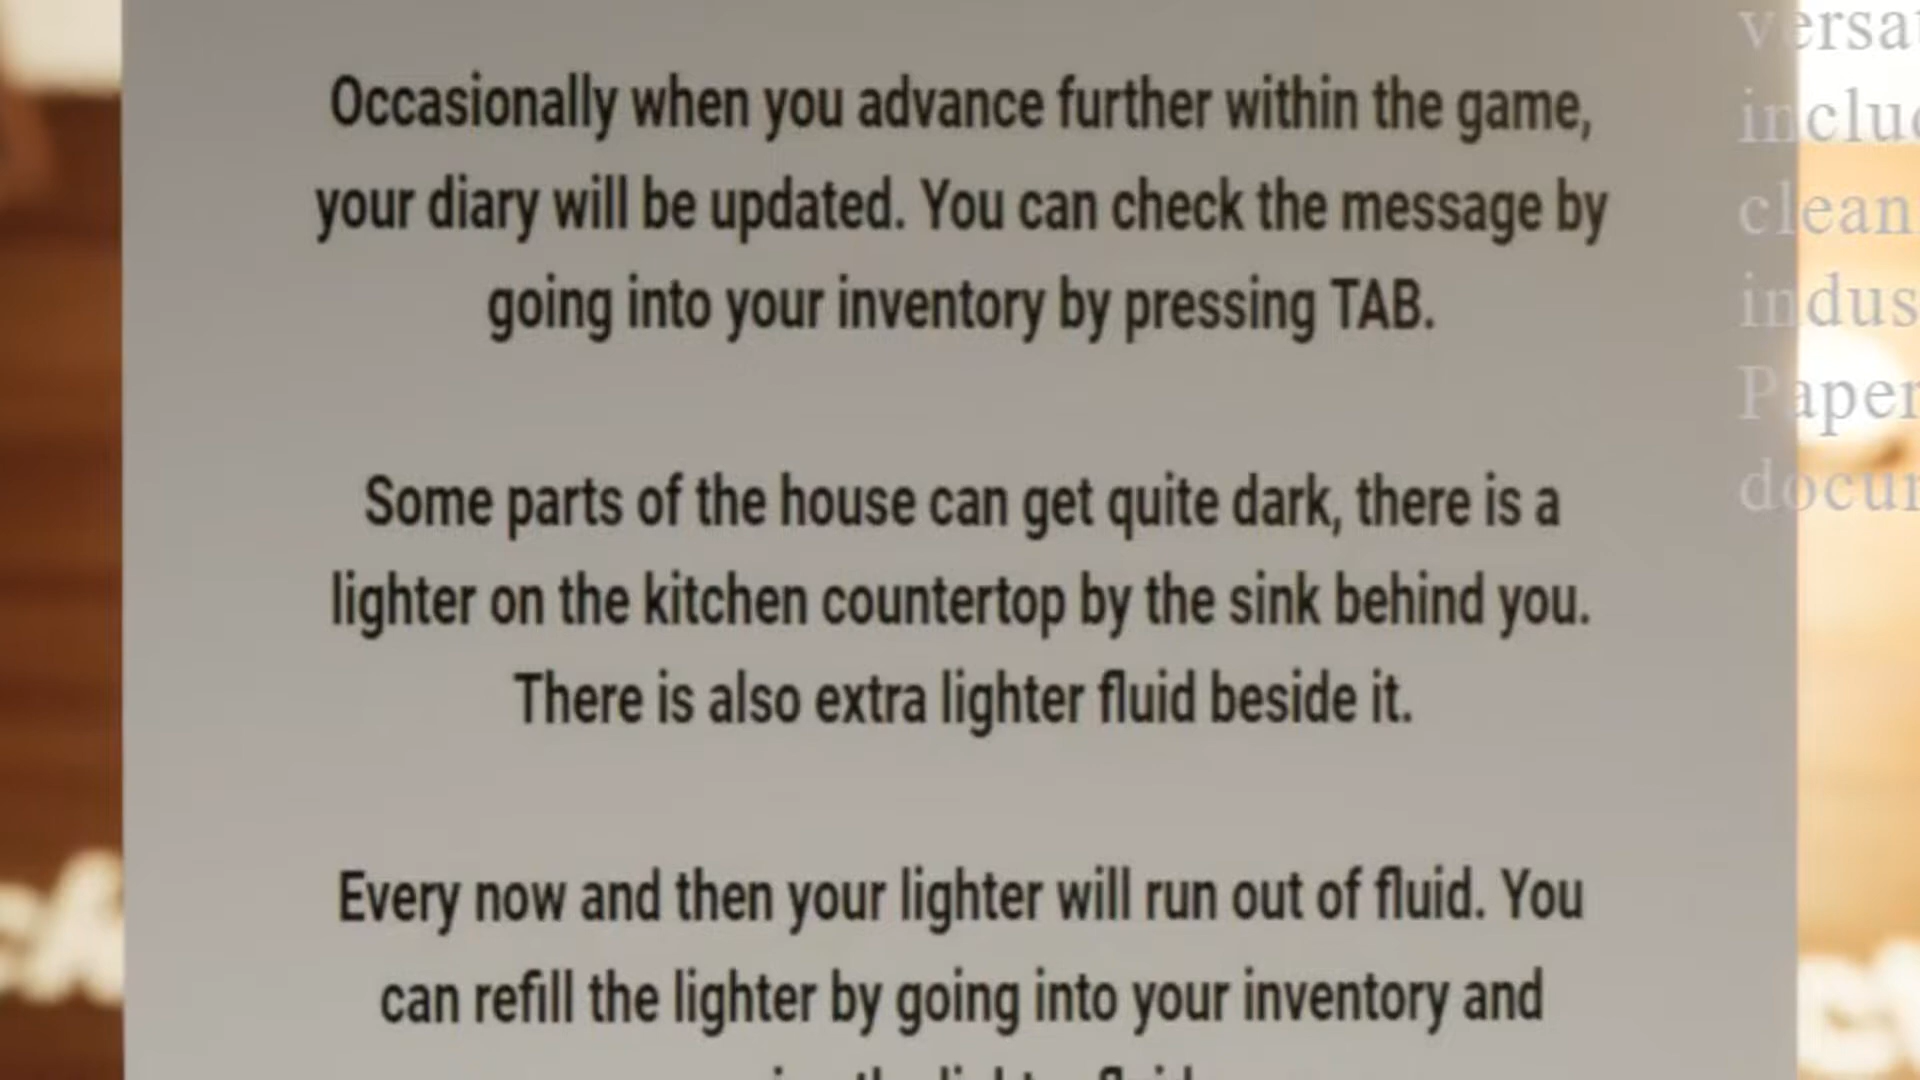 Occasionally when you advance further within the game,
your diary will be updated. You can check the message by
going into your inventory by pressing TAB.
Some parts of the house can get quite dark, there is a
lighter on the kitchen countertop by the sink behind you.
There is also extra lighter fluid beside it.
Every now and then your lighter will run out of fluid. You
can refill the lighter by going into your inventory and
the lighter fluid